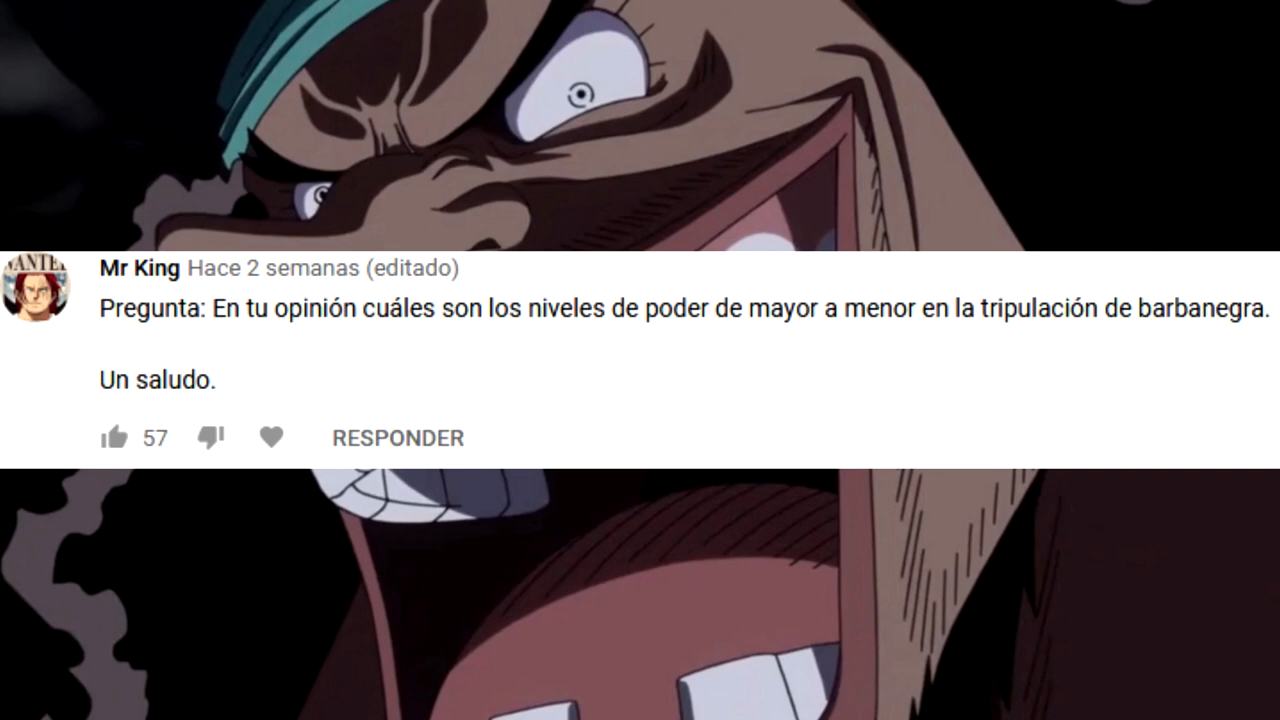 WANTE
Mr King Hace 2 semanas (editado)
Pregunta: En tu opinión cuáles son los niveles de poder de mayor a menor en la tripulación de barbanegra.
Un saludo.
57 RESPONDER